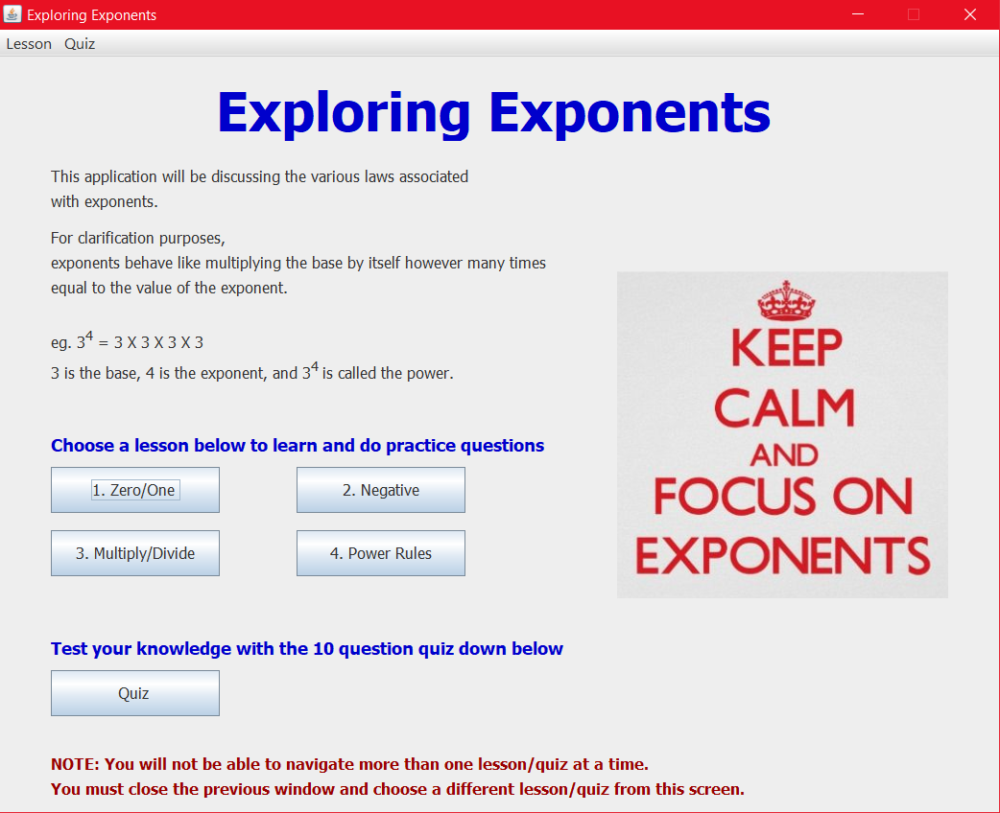 Exploring Exponents
Lesson Quiz
Exploring Exponents
This application will be discussing the various laws associated
with exponents.
For clarification purposes,
exponents behave like multiplying the base by itself however many times
equal to the value of the exponent.
eg. 3⁴ = 3 X 3 X 3 X 3
3 is the base, 4 is the exponent, and 3⁴ is called the power.
KEEP
CALM
AND
FOCUS ON
EXPONENTS
Choose a lesson below to learn and do practice questions
1. Zero/One
2. Negative
3. Multiply/Divide
4. Power Rules
Test your knowledge with the 10 question quiz down below
Quiz
NOTE: You will not be able to navigate more than one lesson/quiz at a time.
You must close the previous window and choose a different lesson/quiz from this screen.